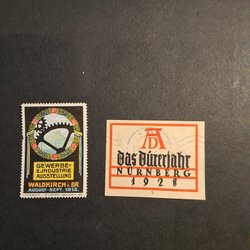 GEWERBE-
& INDUSTRIE
AUSSTELLUNG
WALDKIRCH i. BR.
AUGUST-SEPT. 1913.
AD
Das Dürerjahr
NÜRNBERG
1928